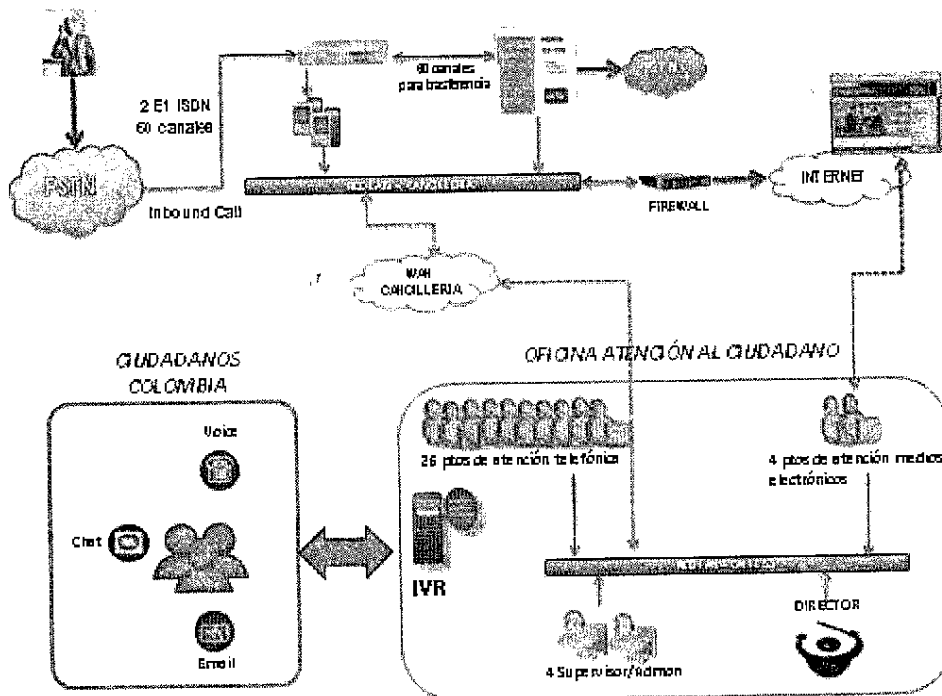 2 E1 ISDN
60 canales
60 canales
para trasferencia
PSTN
Inbound Call
FIREWALL
INTERNET
WAN
CANCILLERIA
CIUDADANOS
COLOMBIA
OFICINA ATENCIÓN AL CIUDADANO
Voice
Chat
Email
26 ptos de atención telefónica
4 ptos de atención medios
electrónicos
IVR
DIRECTOR
4 Supervisor/Admon